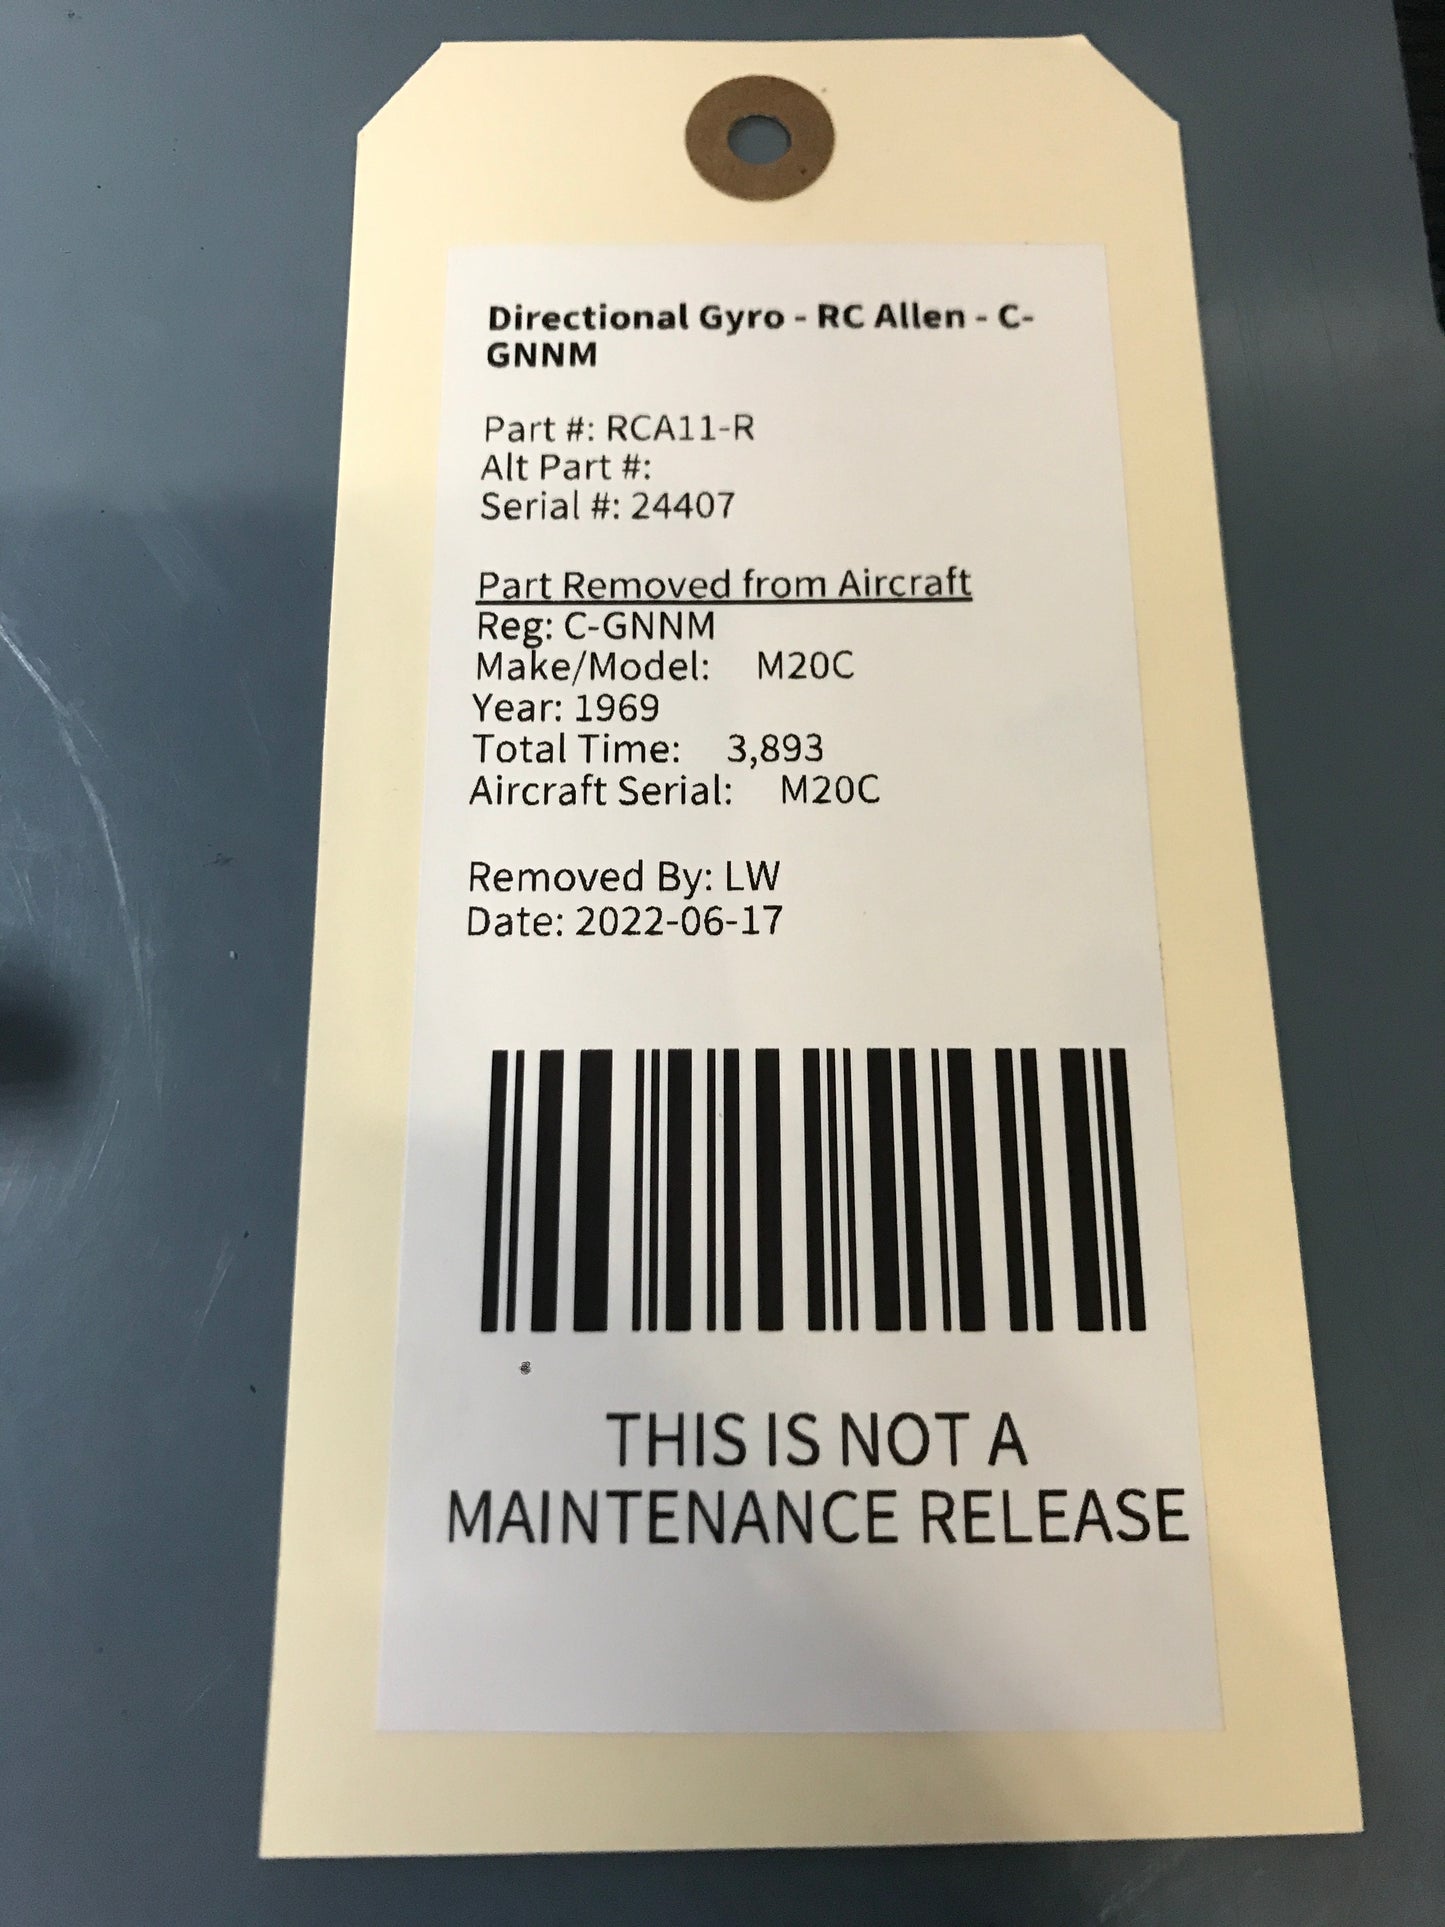 Directional Gyro - RC Allen - C-
GNNM
Part #: RCA11-R
Alt Part #:
Serial #: 24407
Part Removed from Aircraft
Reg: C-GNNM
Make/Model: M20C
Year: 1969
Total Time: 3,893
Aircraft Serial: M20C
Removed By: LW
Date: 2022-06-17
THIS IS NOT A
MAINTENANCE RELEASE